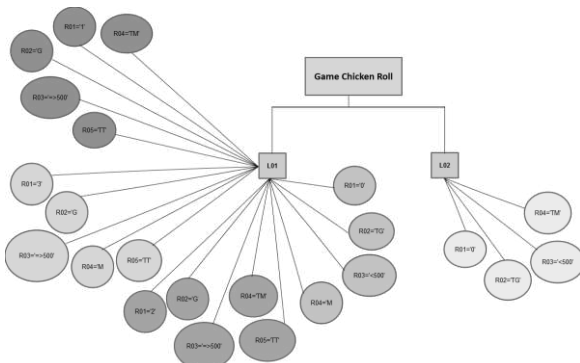 R01='1'
R04='TM'
R02='G'
Game Chicken Roll
R03='=>500'
R05='TT'
L01
L02
R01='3'
R01='0'
R02='G'
R04='TM'
R02='TG'
R03='=>500'
R01='0'
R04='M
R05='TT'
R03='<500'
R03='<500'
R02='TG'
R01='2'
R02='G
R04='TM'
R04='M
R03='=>500'
R05='TT'